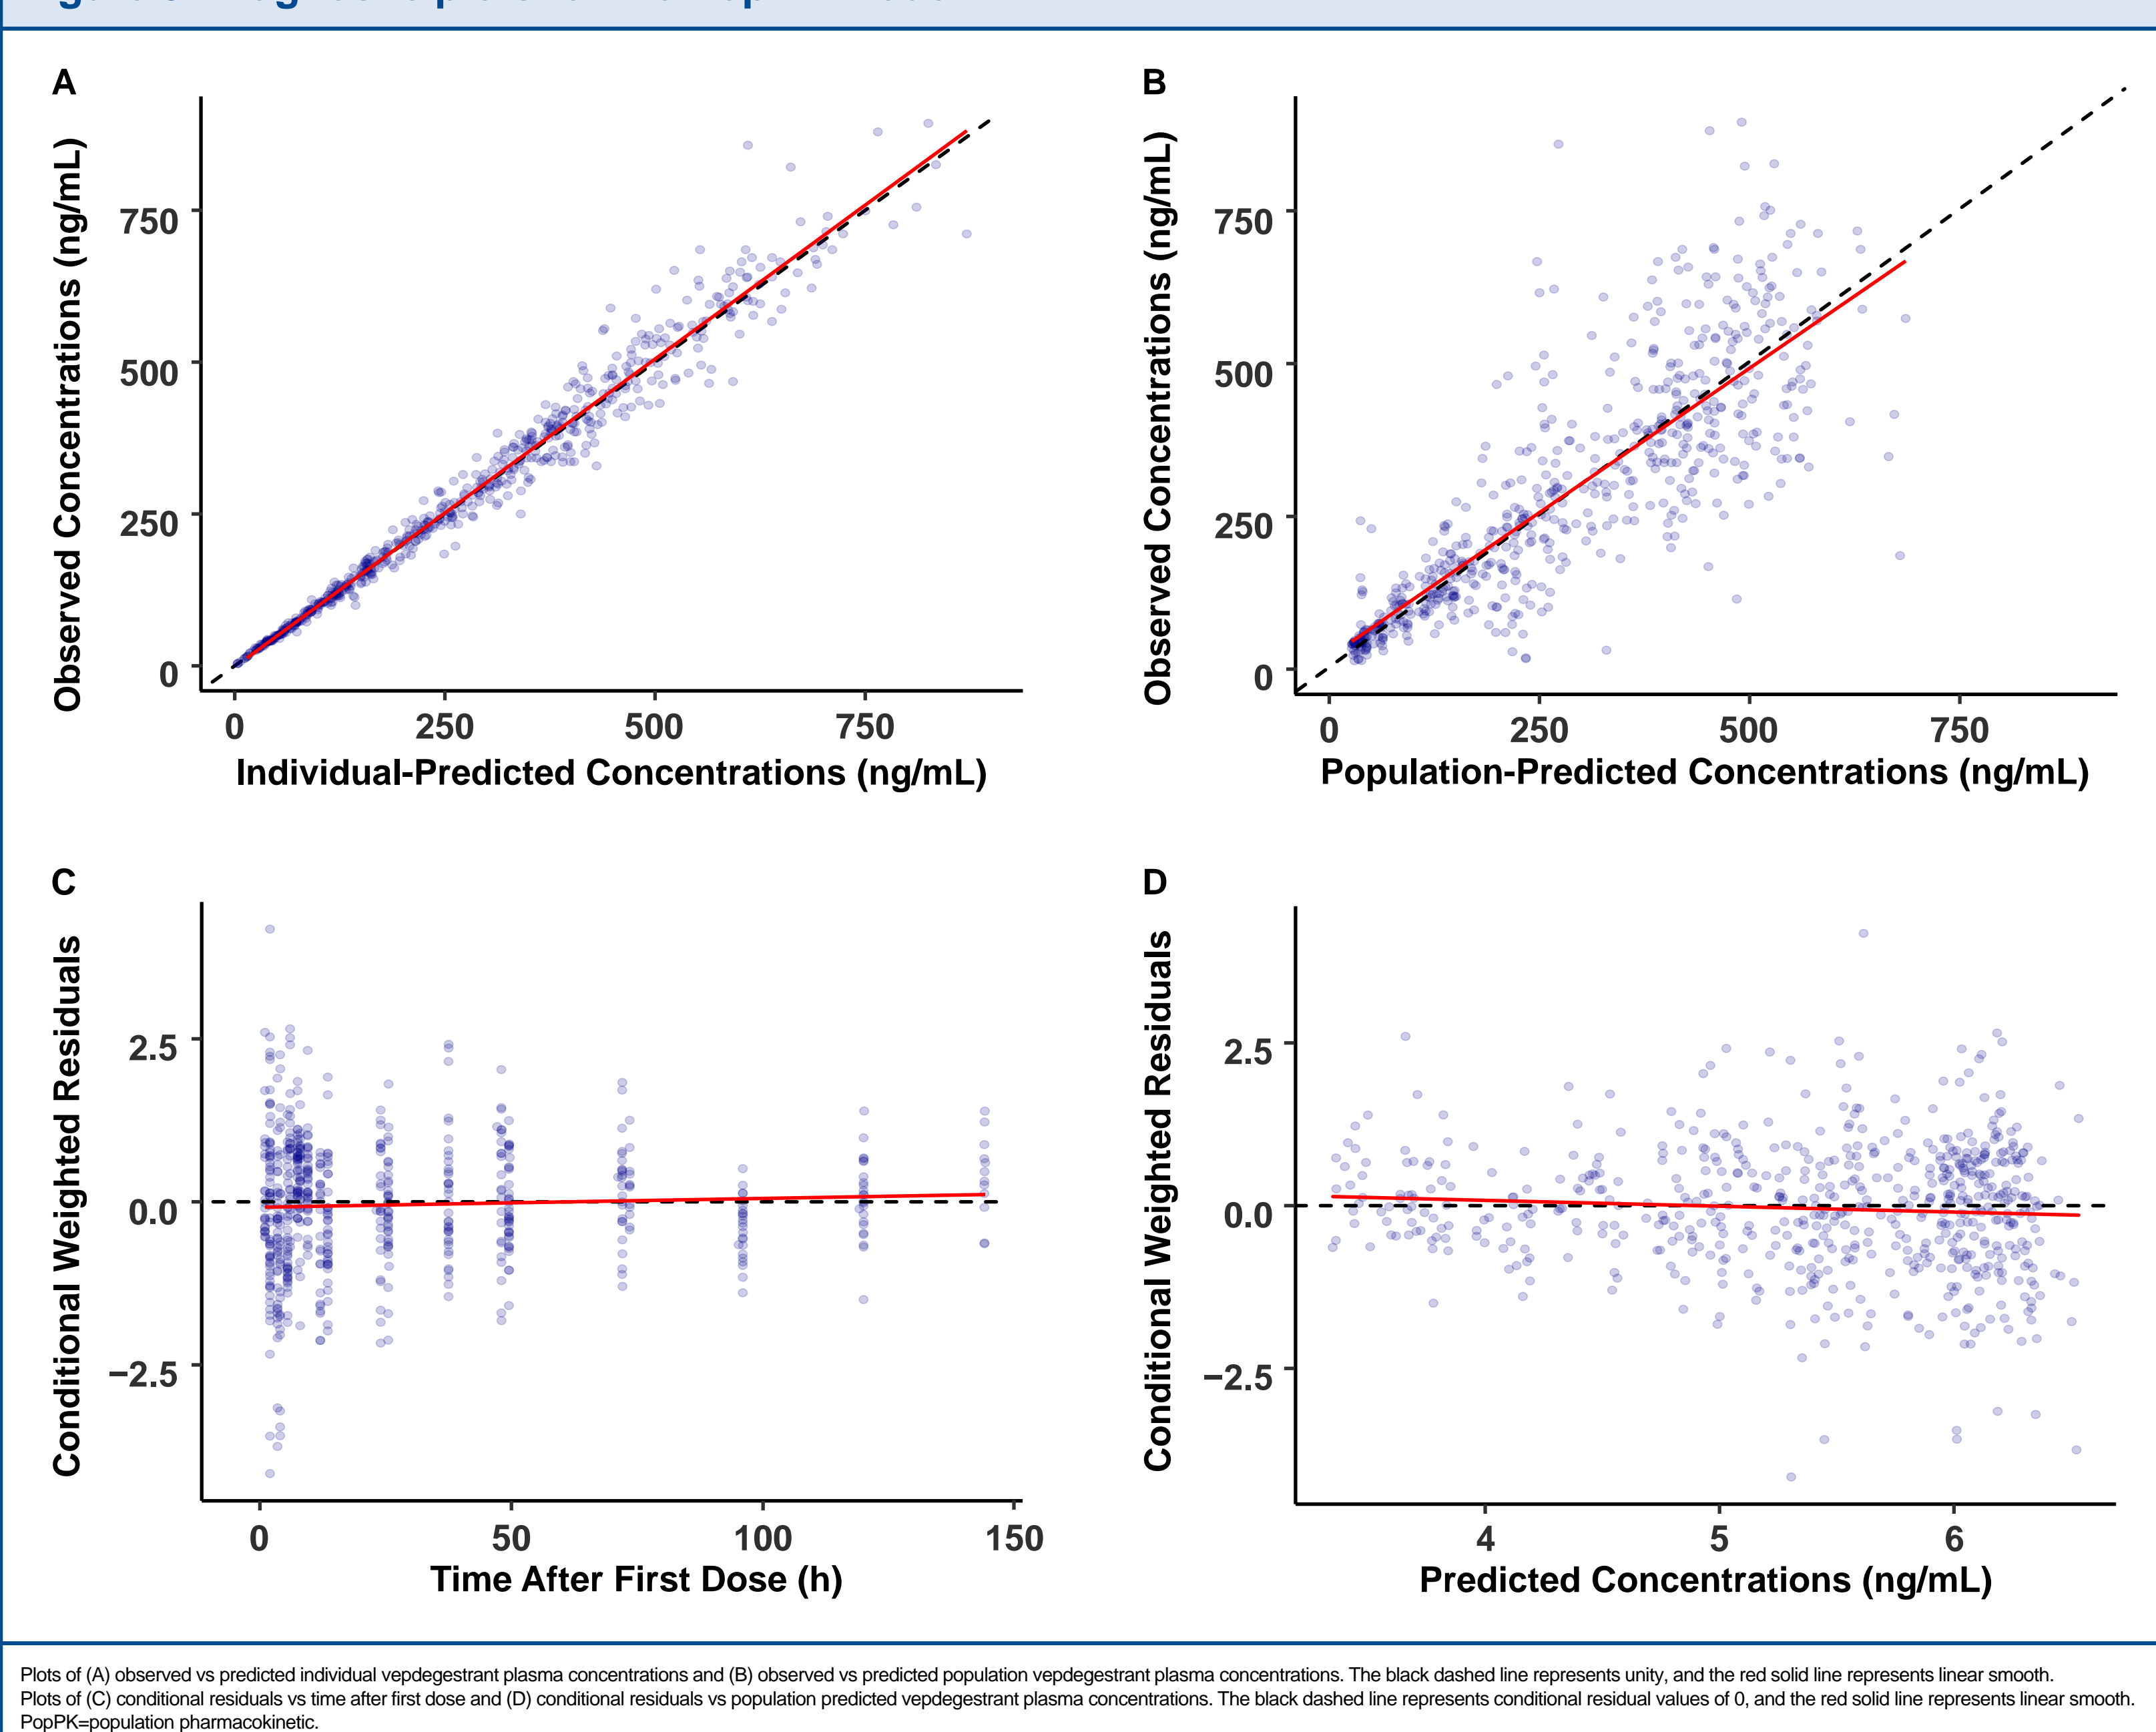 A
Observed Concentrations (ng/mL)
750
500
250
0
0 250 500 750
Individual-Predicted Concentrations (ng/mL)
B
Observed Concentrations (ng/mL)
750
500
250
0
0 250 500 750
Population-Predicted Concentrations (ng/mL)
C
Conditional Weighted Residuals
2.5
0.0
−2.5
0 50 100 150
Time After First Dose (h)
D
Conditional Weighted Residuals
2.5
0.0
−2.5
4 5 6
Predicted Concentrations (ng/mL)
Plots of (A) observed vs predicted individual vepdegestrant plasma concentrations and (B) observed vs predicted population vepdegestrant plasma concentrations. The black dashed line represents unity, and the red solid line represents linear smooth.
Plots of (C) conditional residuals vs time after first dose and (D) conditional residuals vs population predicted vepdegestrant plasma concentrations. The black dashed line represents conditional residual values of 0, and the red solid line represents linear smooth.
PopPK=population pharmacokinetic.